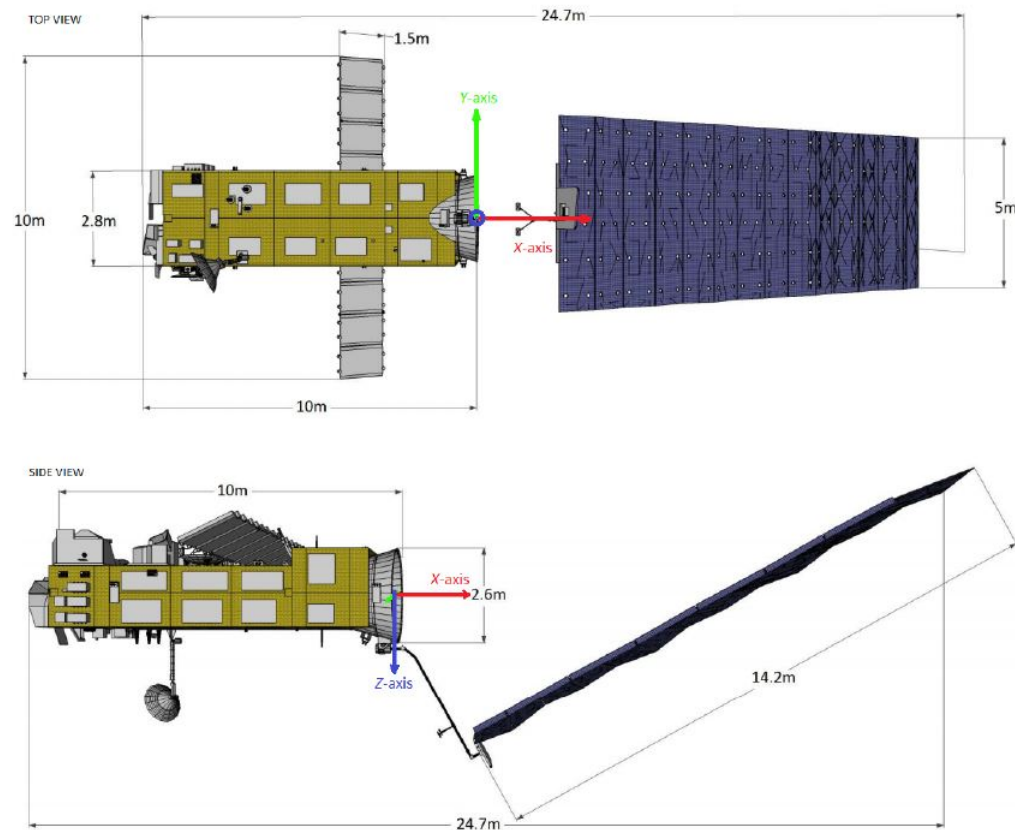 TOP VIEW
24.7m
1.5m
Y-axis
10m
2.8m
X-axis
5m
10m
SIDE VIEW
10m
X-axis
2.6m
Z-axis
14.2m
24.7m